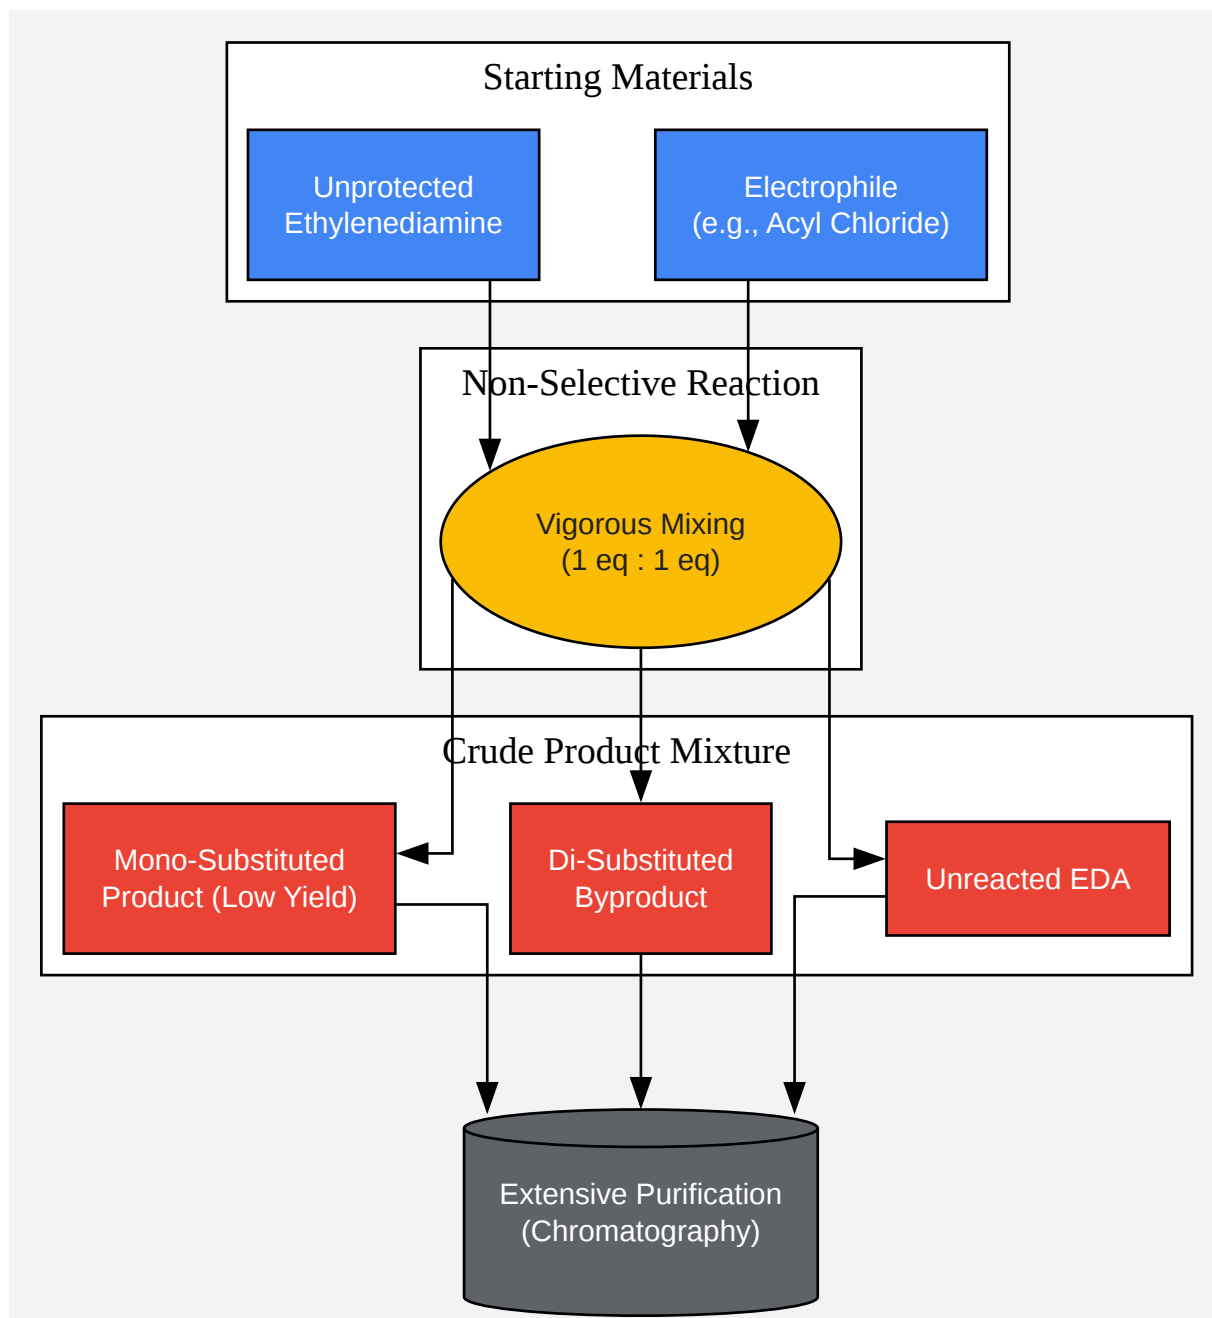 Starting Materials
Unprotected
Ethylenediamine
Electrophile
(e.g., Acyl Chloride)
Non-Selective Reaction
Vigorous Mixing
(1 eq : 1 eq)
Crude Product Mixture
Mono-Substituted
Product (Low Yield)
Di-Substituted
Byproduct
Unreacted EDA
Extensive Purification
(Chromatography)